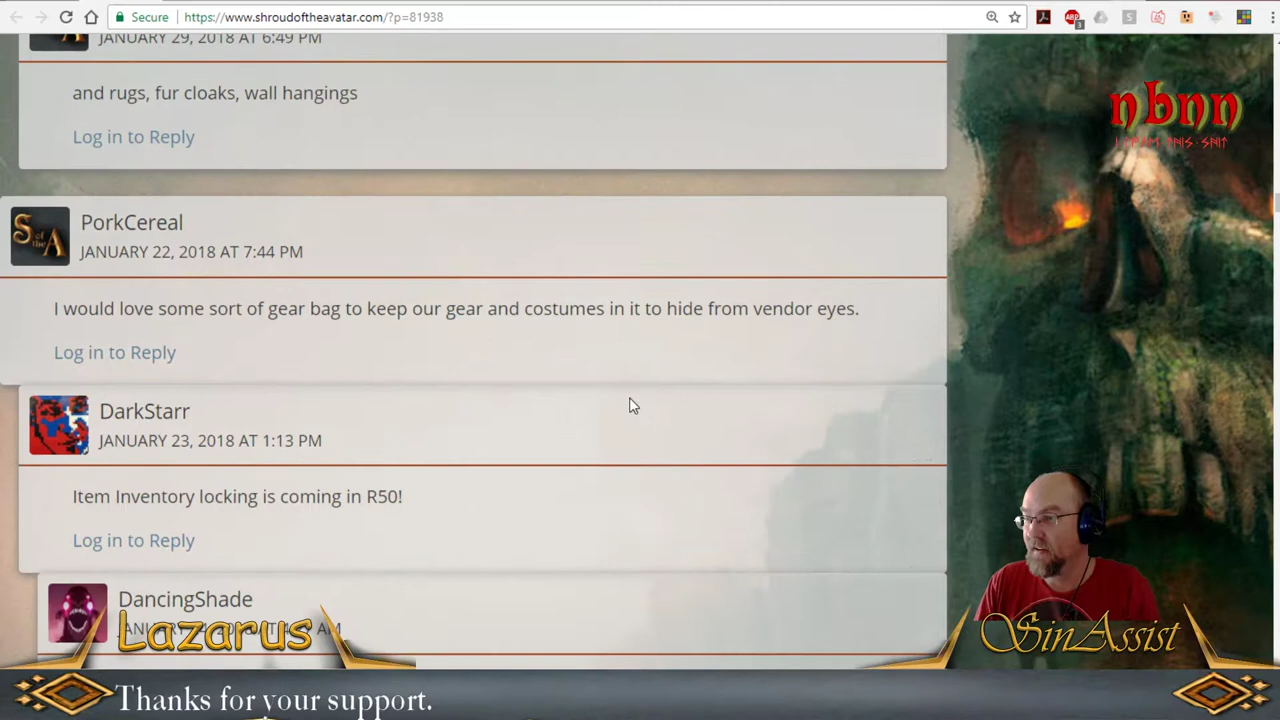 Secure
https://www.shroudoftheavatar.com/?p=81938
ABP
3
S
JANUARY 29, 2018 AT 6:49 PM
and rugs, fur cloaks, wall hangings
Log in to Reply
nbnn
S of the A
PorkCereal
JANUARY 22, 2018 AT 7:44 PM
I would love some sort of gear bag to keep our gear and costumes in it to hide from vendor eyes.
Log in to Reply
DarkStarr
JANUARY 23, 2018 AT 1:13 PM
Item Inventory locking is coming in R50!
Log in to Reply
DancingShade
Lazarus
SinAssist
Thanks for your support.